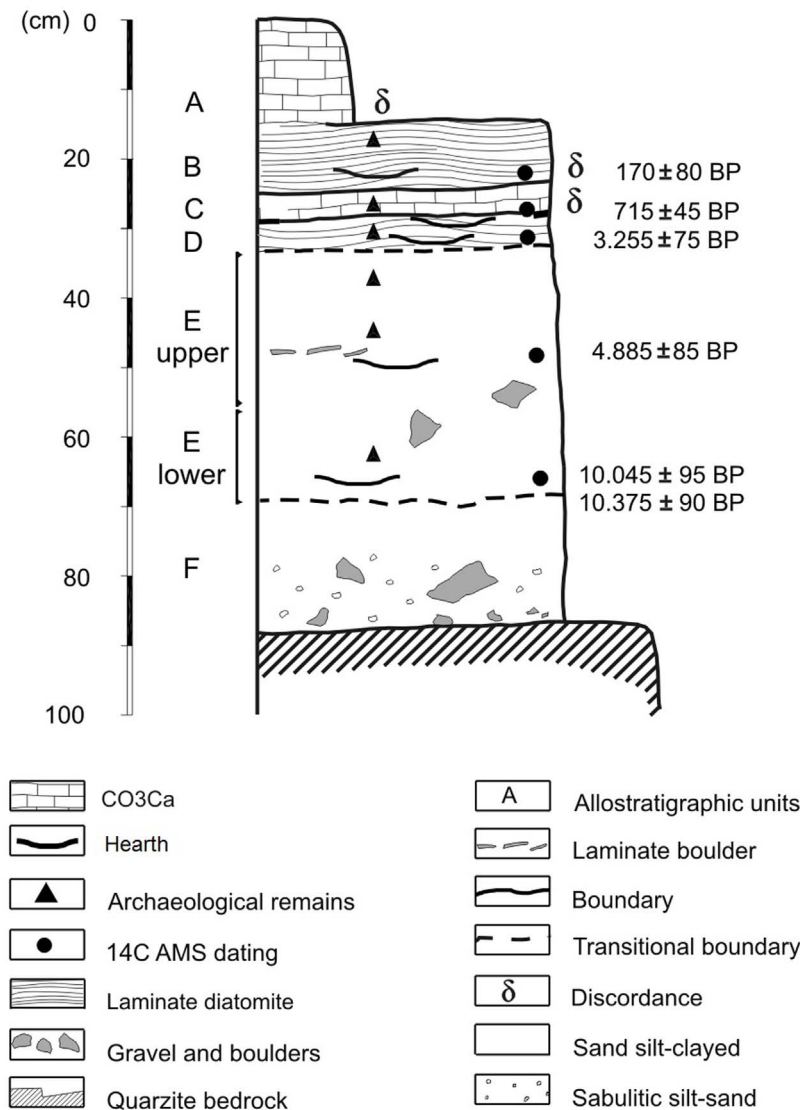 (cm) 0
A
δ
20
B
δ
170 ± 80 BP
C
δ
715 ± 45 BP
D
3.255 ± 75 BP
40
E
upper
4.885 ± 85 BP
60
E
lower
10.045 ± 95 BP
10.375 ± 90 BP
F
80
100
CO3Ca
Hearth
Archaeological remains
14C AMS dating
Laminate diatomite
Gravel and boulders
Quarzite bedrock
A
Allostratigraphic units
Laminate boulder
Boundary
Transitional boundary
δ
Discordance
Sand silt-clayed
Sabulitic silt-sand